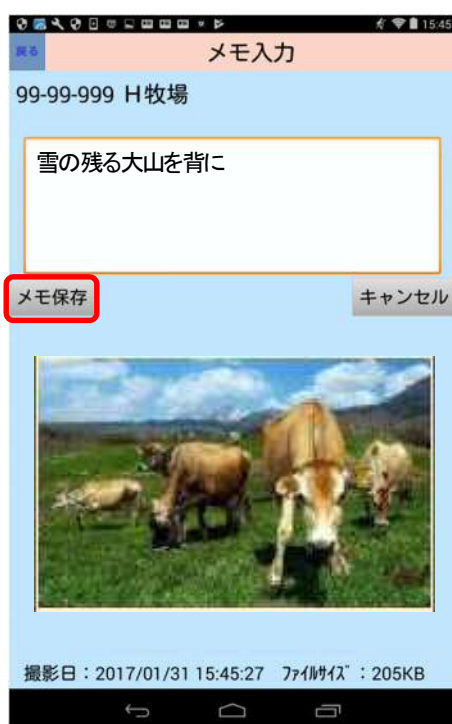 15:45
戻る
メモ入力
99-99-999 H牧場
雪の残る大山を背に
メモ保存
キャンセル
撮影日：2017/01/31 15:45:27 ﾌｧｲﾙｻｲｽﾞ：205KB